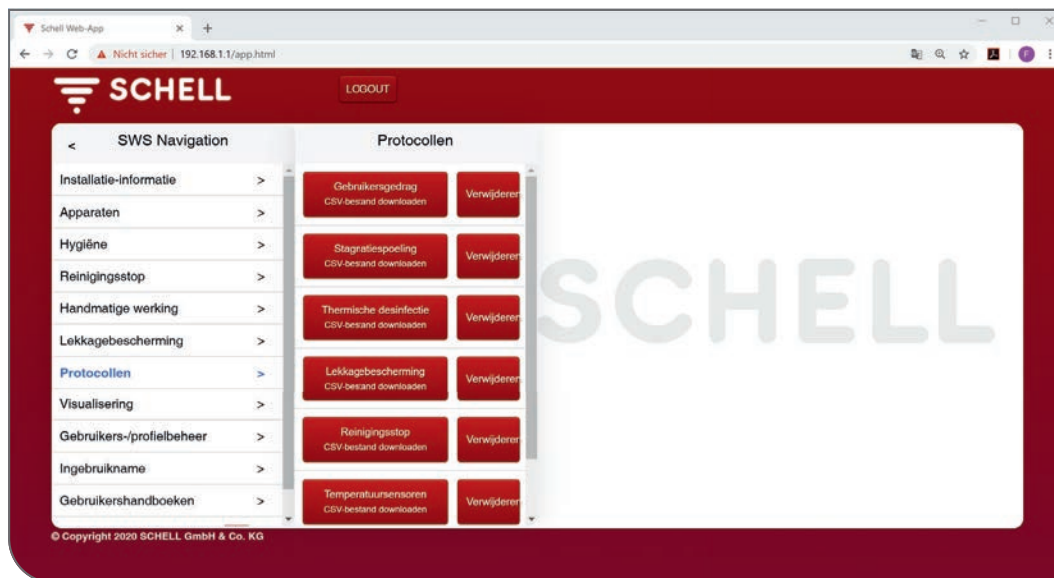 Schell Web-App
Nicht sicher | 192.168.1.1/app.html
SCHELL
LOGOUT
< SWS Navigation
Installatie-informatie >
Apparaten >
Hygiëne >
Reinigingsstop >
Handmatige werking >
Lekkagebescherming >
Protocollen >
Visualisering >
Gebruikers-/profielbeheer >
Ingebruikname >
Gebruikershandboeken >
Protocollen
Gebruikersgedrag
CSV-bestand downloaden
Verwijderen
Stagnatiespoeling
CSV-bestand downloaden
Verwijderen
Thermische desinfectie
CSV-bestand downloaden
Verwijderen
Lekkagebescherming
CSV-bestand downloaden
Verwijderen
Reinigingsstop
CSV-bestand downloaden
Verwijderen
Temperatuursensoren
CSV-bestand downloaden
Verwijderen
SCHELL
© Copyright 2020 SCHELL GmbH & Co. KG